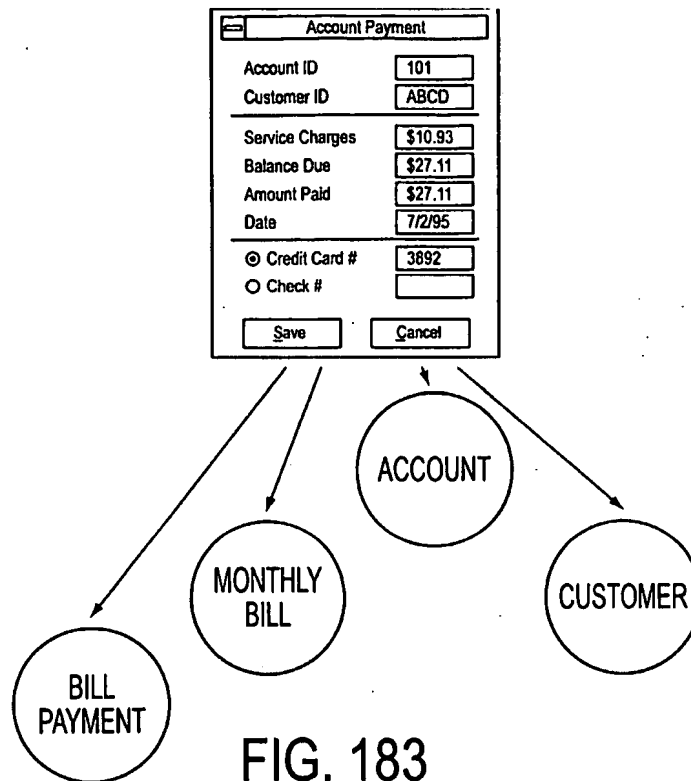 Account Payment
Account ID 101
Customer ID ABCD
Service Charges $10.93
Balance Due $27.11
Amount Paid $27.11
Date 7/2/95
Credit Card # 3892
Check #
Save Cancel
ACCOUNT
MONTHLY
BILL
CUSTOMER
BILL
PAYMENT
FIG. 183